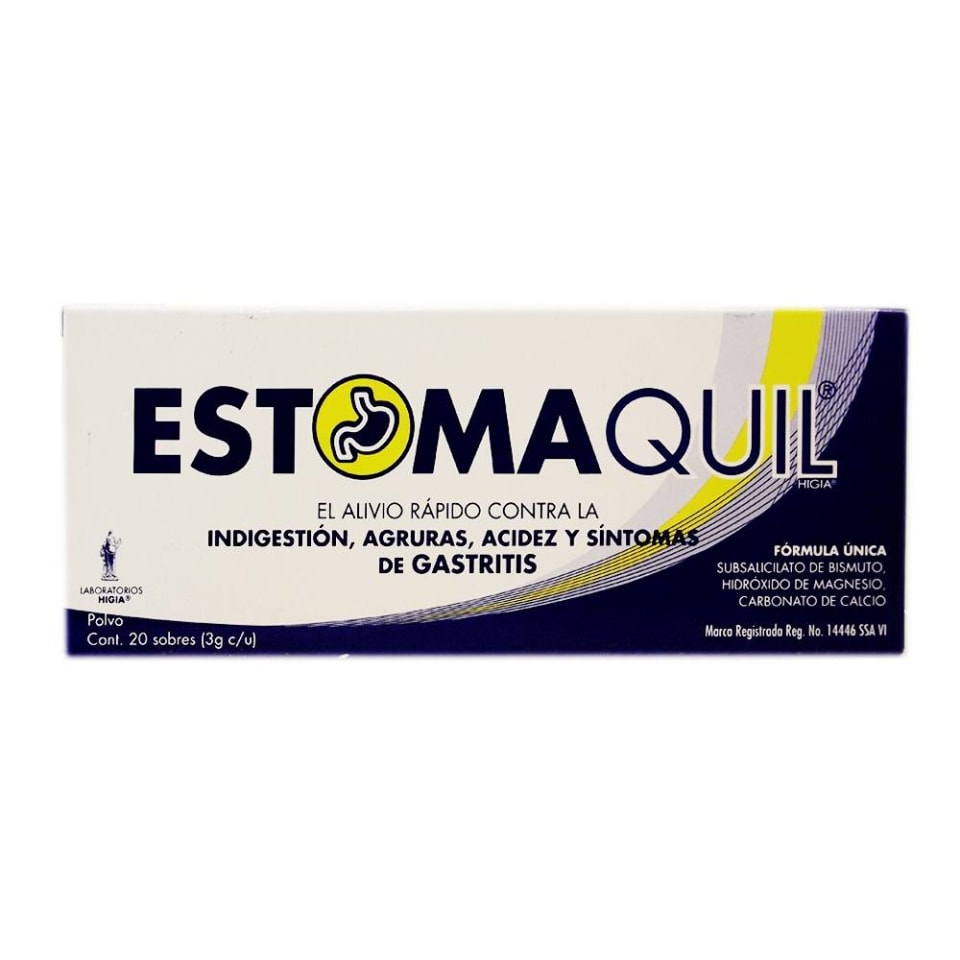 ESTOMAQUIL®
HIGIA®
EL ALIVIO RÁPIDO CONTRA LA
INDIGESTIÓN, AGRURAS, ACIDEZ Y SÍNTOMAS
DE GASTRITIS
LABORATORIOS
HIGIA®
Polvo
Cont. 20 sobres (3g c/u)
FÓRMULA ÚNICA
SUBSALICILATO DE BISMUTO,
HIDRÓXIDO DE MAGNESIO,
CARBONATO DE CALCIO
Marca Registrada Reg. No. 14446 SSA VI